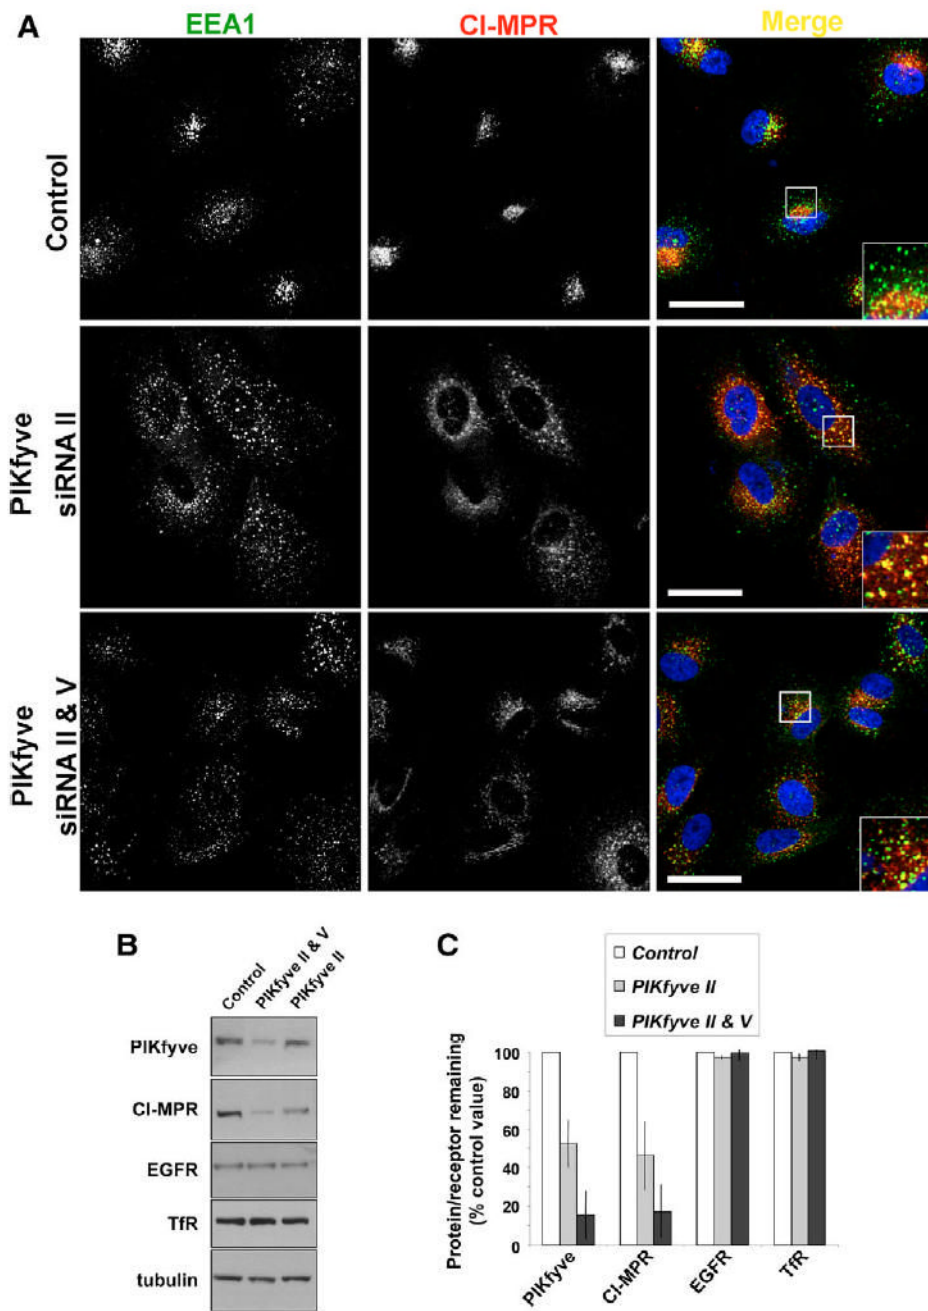 A
EEA1 CI-MPR Merge
Control
PIKfyve
siRNA II
PIKfyve
siRNA II & V
B
Control
PIKfyve II & V
PIKfyve II
PIKfyve
CI-MPR
EGFR
TfR
tubulin
C
Control
PIKfyve II
PIKfyve II & V
Protein/receptor remaining
(% control value)
100
80
60
40
20
0
PIKfyve
CI-MPR
EGFR
TfR